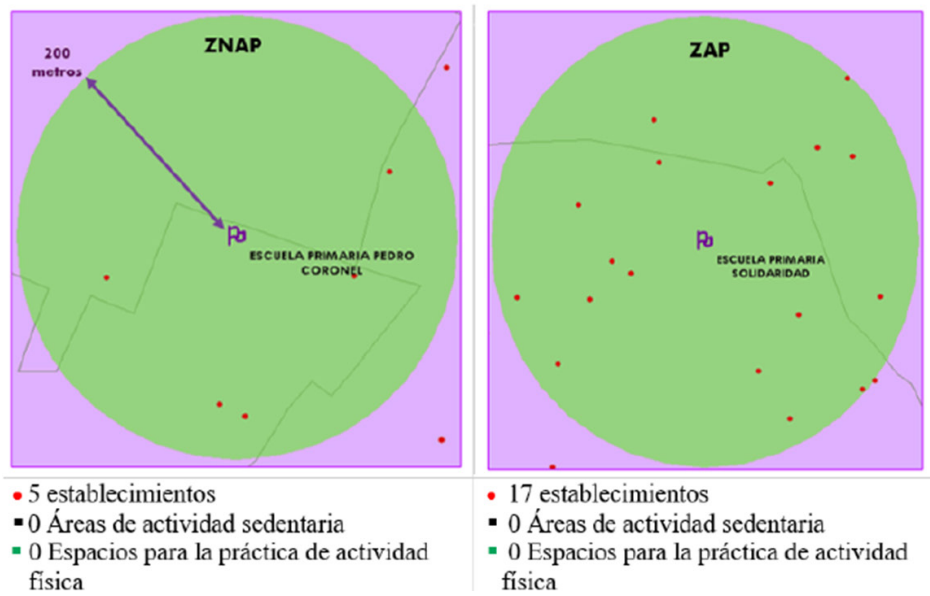 ZNAP
200
metros
ESCUELA PRIMARIA PEDRO
CORONEL
ZAP
ESCUELA PRIMARIA
SOLIDARIDAD
5 establecimientos
0 Áreas de actividad sedentaria
0 Espacios para la práctica de actividad
física
17 establecimientos
0 Áreas de actividad sedentaria
0 Espacios para la práctica de actividad
física